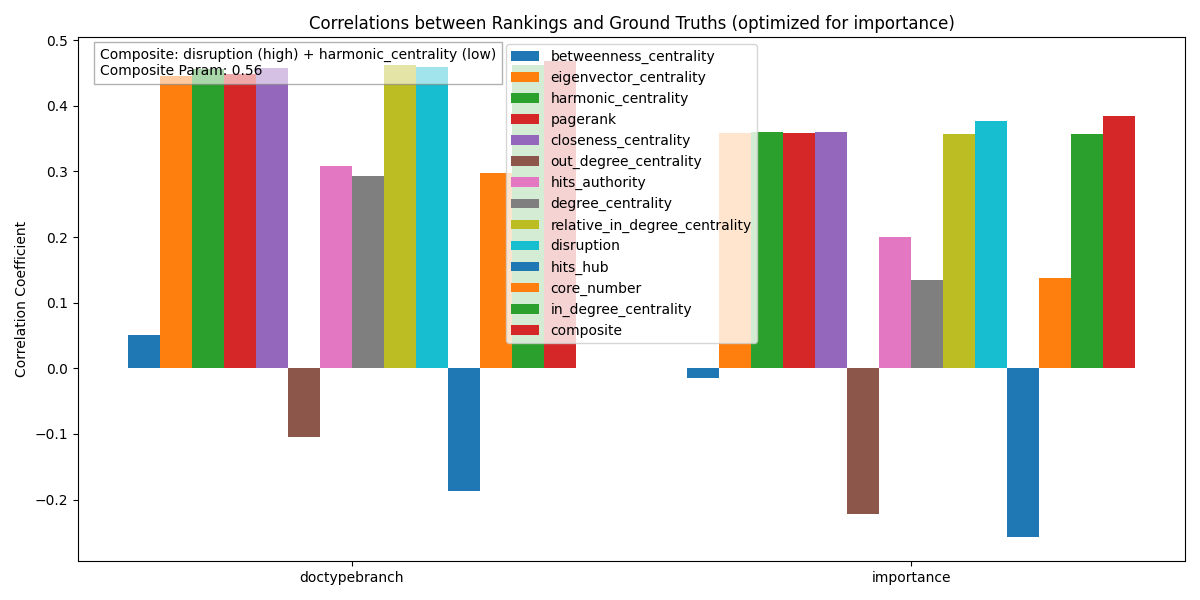 Correlations between Rankings and Ground Truths (optimized for importance)
Composite: disruption (high) + harmonic_centrality (low)
Composite Param: 0.56
betweenness_centrality
eigenvector_centrality
harmonic_centrality
pagerank
closeness_centrality
out_degree_centrality
hits_authority
degree_centrality
relative_in_degree_centrality
disruption
hits_hub
core_number
in_degree_centrality
composite
Correlation Coefficient
0.5
0.4
0.3
0.2
0.1
0.0
−0.1
−0.2
doctypebranch
importance